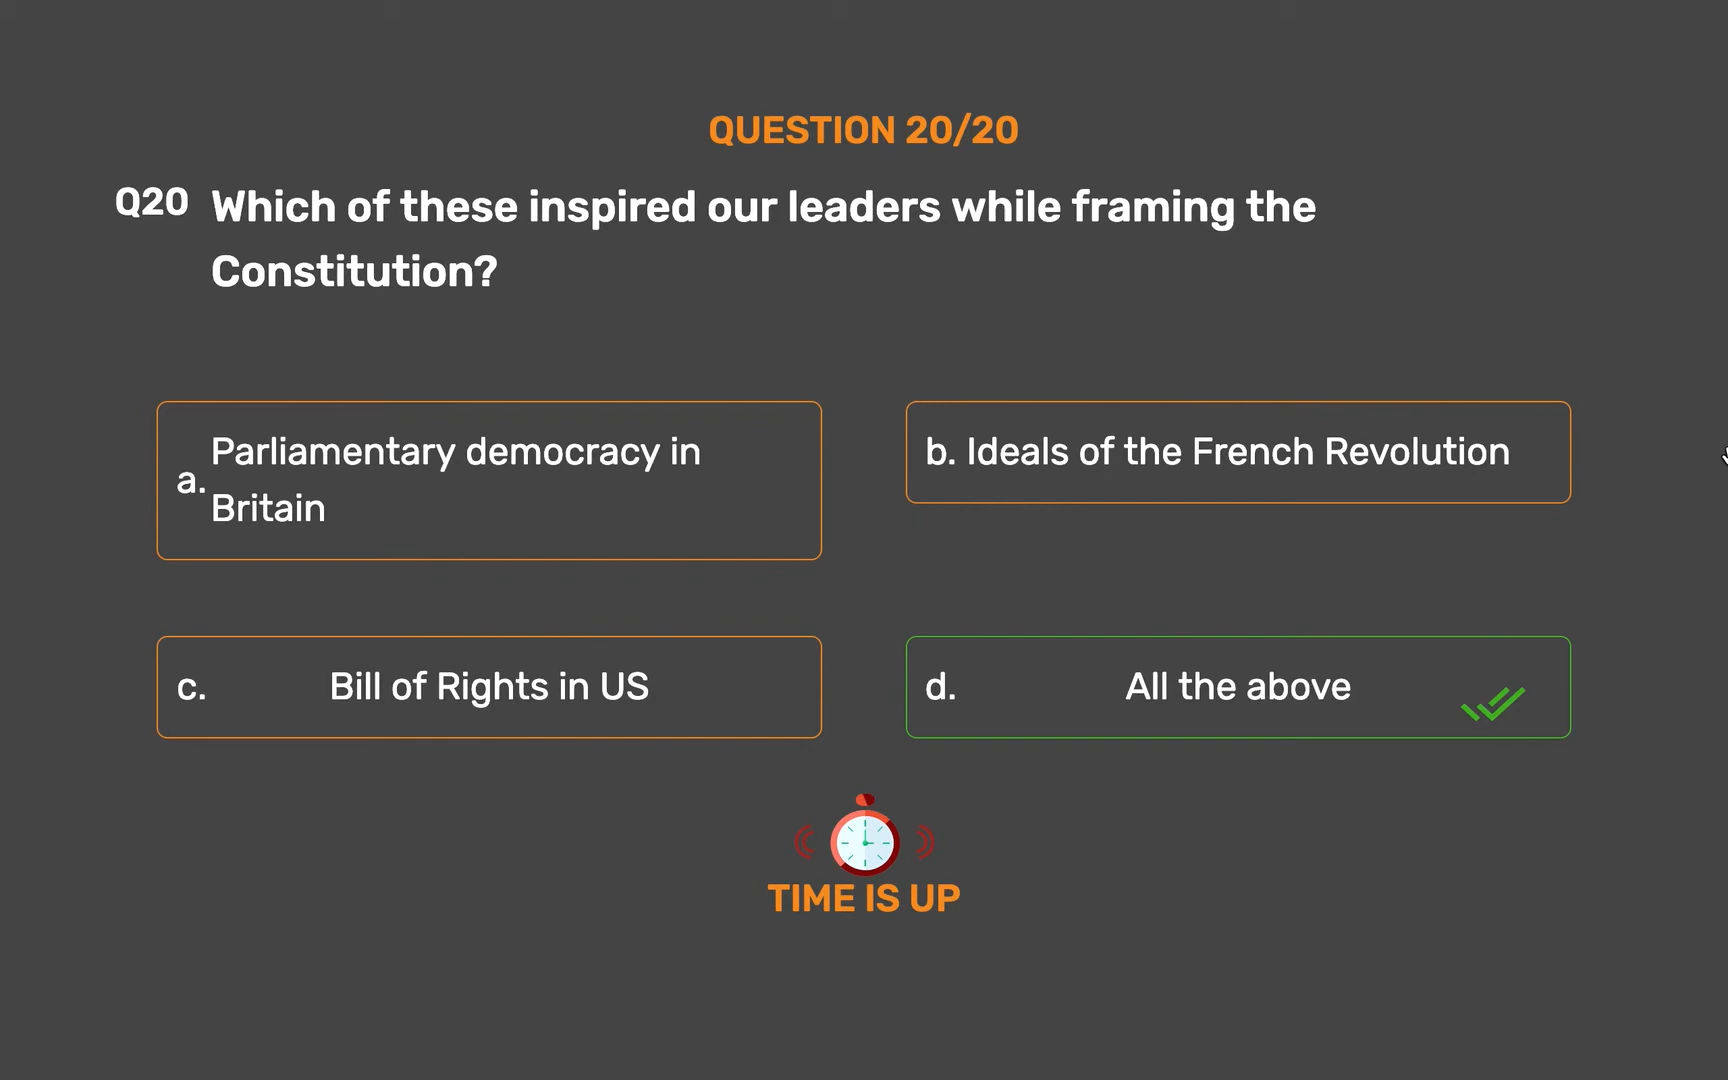 QUESTION 20/20
Q20 Which of these inspired our leaders while framing the
Constitution?
a. Parliamentary democracy in
Britain
b. Ideals of the French Revolution
c. Bill of Rights in US
d. All the above
TIME IS UP